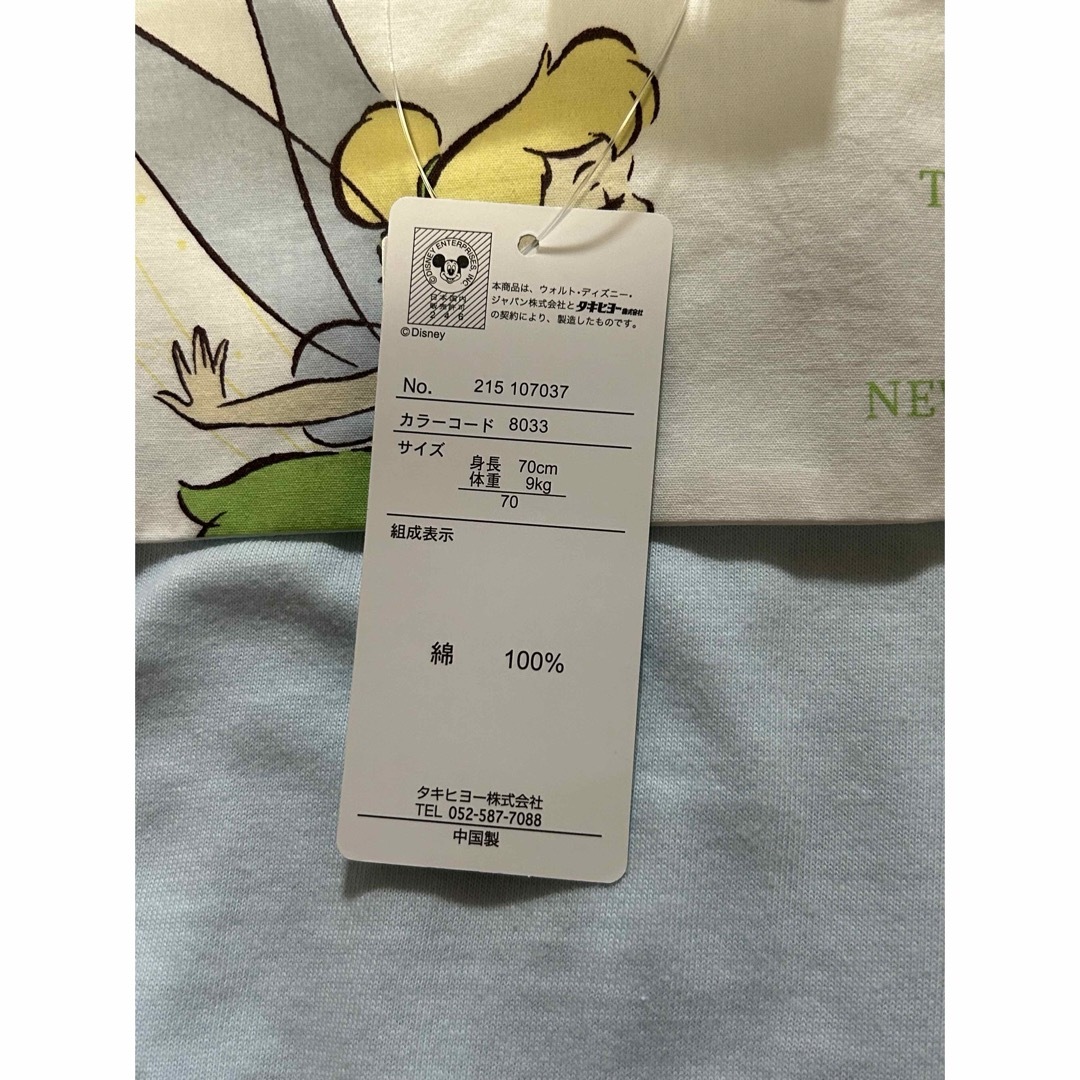 T
NE
©DISNEY ENTERPRISES, INC.
日本国内
販売許可
246
©Disney
本商品は、ウォルト・ディズニー・
ジャパン株式会社とタキヒヨー株式会社
の契約により、製造したものです。
No. 215 107037
カラーコード 8033
サイズ
身長 70cm
体重 9kg
70
組成表示
綿 100%
タキヒヨー株式会社
TEL 052-587-7088
中国製